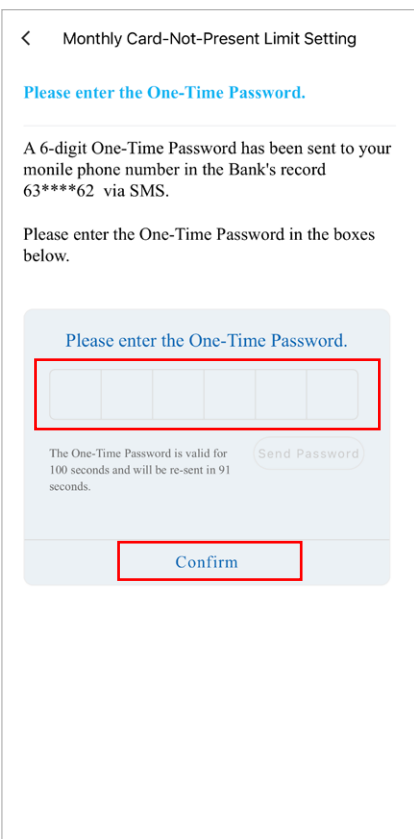 Monthly Card-Not-Present Limit Setting
Please enter the One-Time Password.
A 6-digit One-Time Password has been sent to your
monile phone number in the Bank's record
63****62 via SMS.
Please enter the One-Time Password in the boxes
below.
Please enter the One-Time Password.
The One-Time Password is valid for
100 seconds and will be re-sent in 91
seconds.
Send Password
Confirm